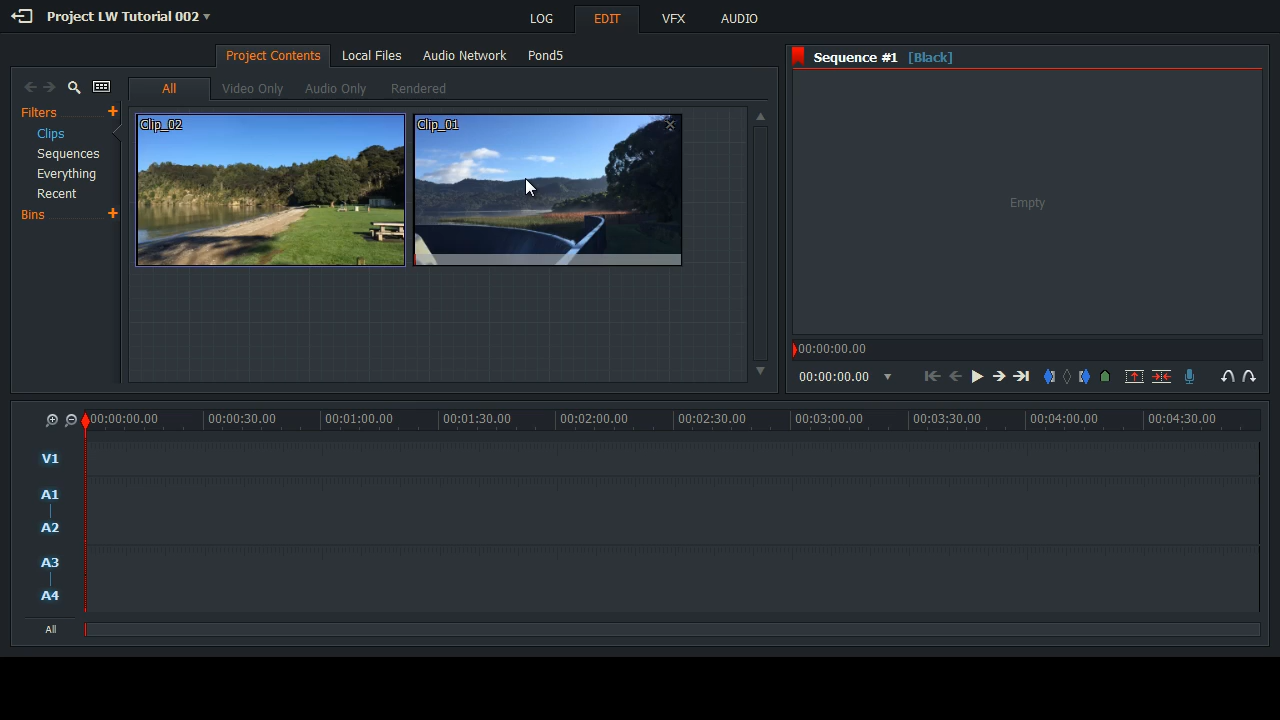 Project LW Tutorial 002
LOG EDIT VFX AUDIO
Project Contents Local Files Audio Network Pond5
Sequence #1 [Black]
All Video Only Audio Only Rendered
Filters +
Clips
Sequences
Everything
Recent
Bins +
Clip_02 Clip_01
Empty
00:00:00.00
00:00:00.00
00:00:00.00 00:00:30.00 00:01:00.00 00:01:30.00 00:02:00.00 00:02:30.00 00:03:00.00 00:03:30.00 00:04:00.00 00:04:30.00
V1
A1
A2
A3
A4
All